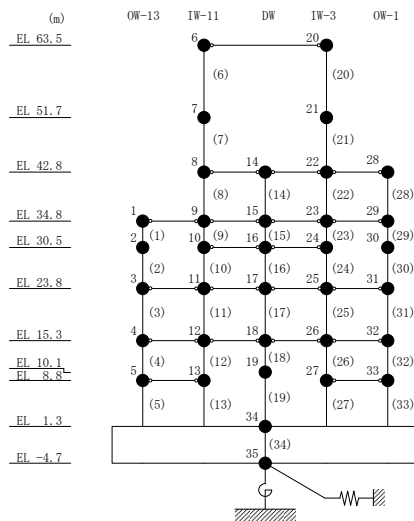 (m) OW-13 IW-11 DW IW-3 OW-1
EL 63.5 6 20
(6) (20)
EL 51.7 7 21
(7) (21)
EL 42.8 8 14 22 28
(8) (14) (22) (28)
EL 34.8 1 9 15 23 29
(1) (9) (15) (23) (29)
EL 30.5 2 10 16 24 30
(2) (10) (16) (24) (30)
EL 23.8 3 11 17 25 31
(3) (11) (17) (25) (31)
EL 15.3 4 12 18 26 32
(4) (12) (18) (26) (32)
EL 10.1 19
EL 8.8 5 13 27 33
(5) (13) (19) (27) (33)
EL 1.3 34
(34)
EL -4.7 35